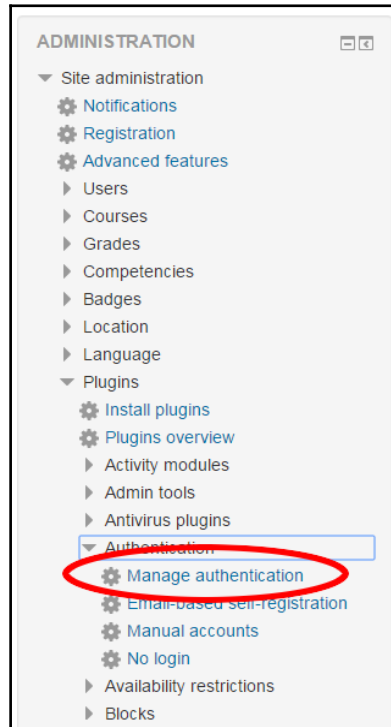 ADMINISTRATION
Site administration
Notifications
Registration
Advanced features
Users
Courses
Grades
Competencies
Badges
Location
Language
Plugins
Install plugins
Plugins overview
Activity modules
Admin tools
Antivirus plugins
Authentication
Manage authentication
Email-based self-registration
Manual accounts
No login
Availability restrictions
Blocks